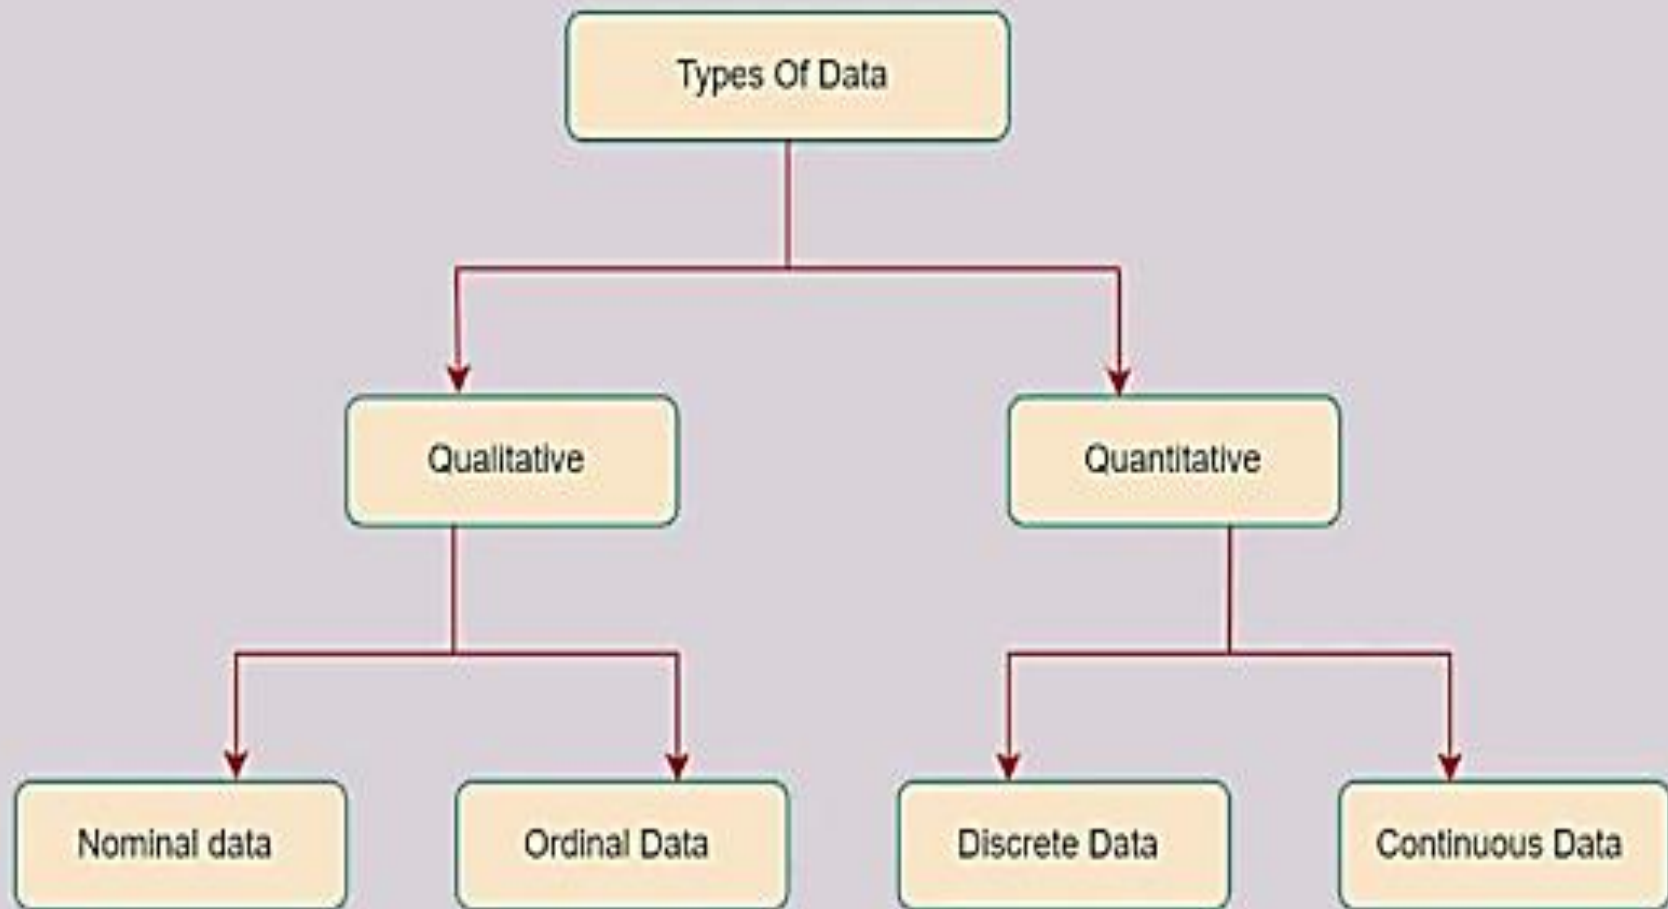 Types Of Data
Qualitative
Quantitative
Nominal data
Ordinal Data
Discrete Data
Continuous Data